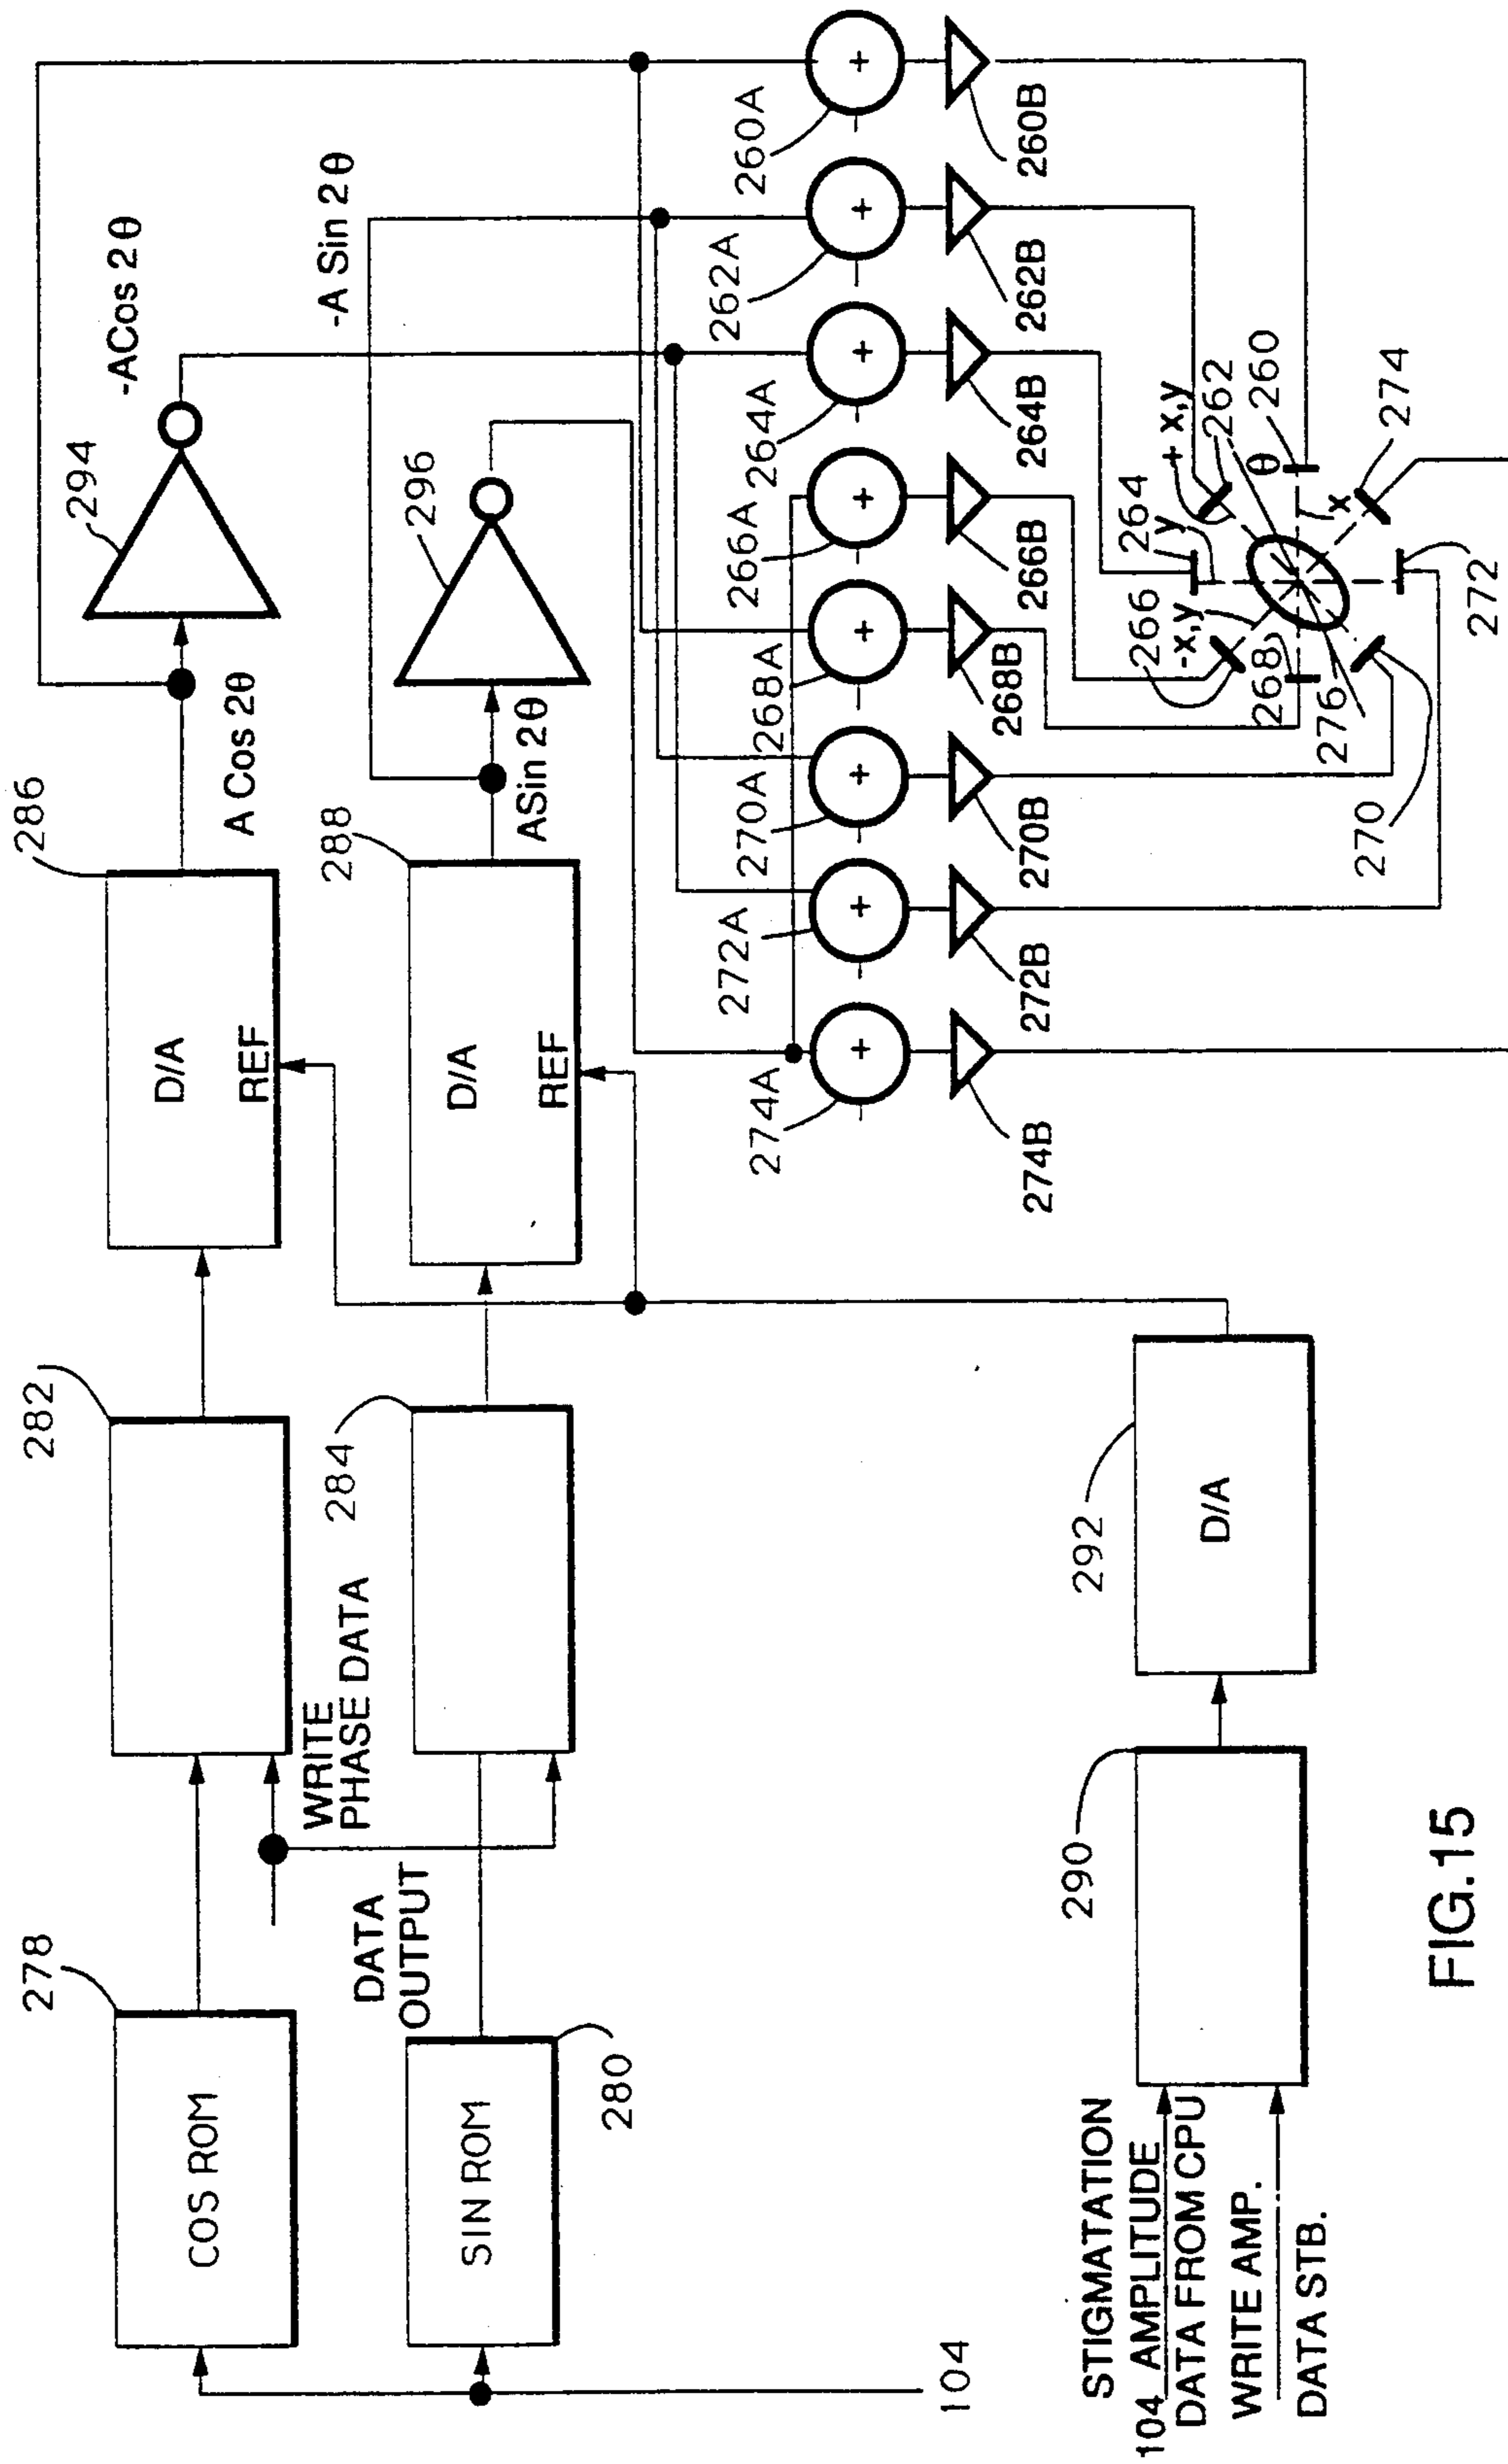 278
282
286
294
-ACos 2θ
COS ROM
D/A
REF
A Cos 2θ
WRITE
PHASE DATA
284
288
296
-A Sin 2θ
DATA
OUTPUT
SIN ROM
D/A
REF
ASin 2θ
280
274A
272A
270A
268A
266A
264A
262A
260A
- + - + - + - + - + - + - + - +
274B
272B
270B
268B
266B
264B
262B
260B
104
STIGMATATION
104 AMPLITUDE
DATA FROM CPU
WRITE AMP.
DATA STB.
290
292
D/A
266
264
-x,y
y
+ x,y
262
268
θ
260
276
x
270
274
272
FIG.15